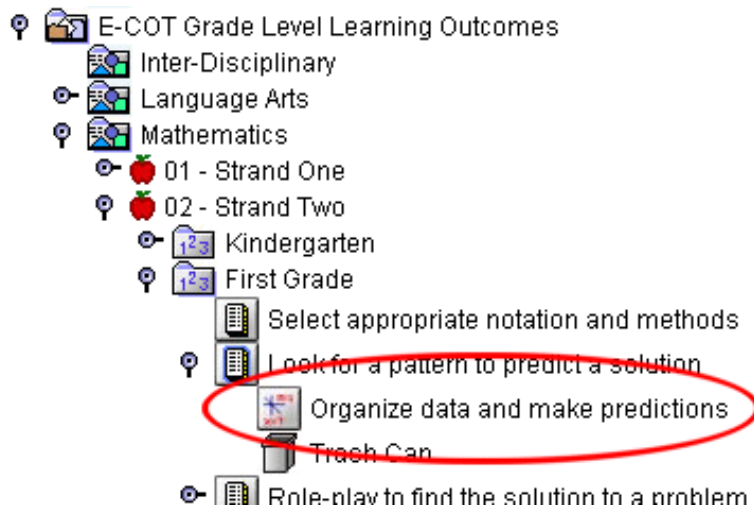 E-COT Grade Level Learning Outcomes
Inter-Disciplinary
Language Arts
Mathematics
01 - Strand One
02 - Strand Two
123 Kindergarten
123 First Grade
Select appropriate notation and methods
Look for a pattern to predict a solution
Organize data and make predictions
Trash Can
Role-play to find the solution to a problem